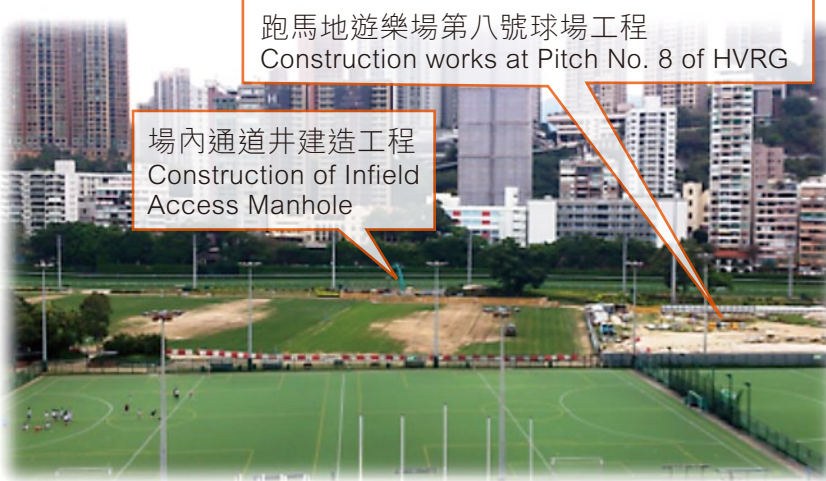 跑馬地遊樂場第八號球場工程
Construction works at Pitch No. 8 of HVRG
場內通道井建造工程
Construction of Infield
Access Manhole